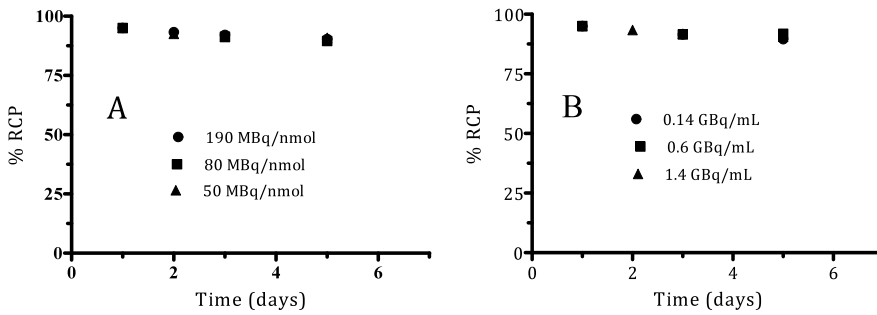 100
75
50
25
0
% RCP
A
190 MBq/nmol
80 MBq/nmol
50 MBq/nmol
0 2 4 6
Time (days)
100
75
50
25
0
% RCP
B
0.14 GBq/mL
0.6 GBq/mL
1.4 GBq/mL
0 2 4 6
Time (days)